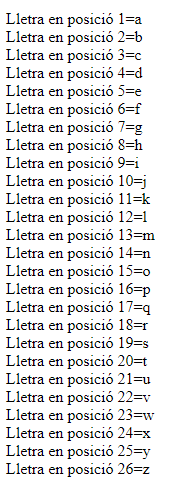 Lletra en posició 1=a
Lletra en posició 2=b
Lletra en posició 3=c
Lletra en posició 4=d
Lletra en posició 5=e
Lletra en posició 6=f
Lletra en posició 7=g
Lletra en posició 8=h
Lletra en posició 9=i
Lletra en posició 10=j
Lletra en posició 11=k
Lletra en posició 12=l
Lletra en posició 13=m
Lletra en posició 14=n
Lletra en posició 15=o
Lletra en posició 16=p
Lletra en posició 17=q
Lletra en posició 18=r
Lletra en posició 19=s
Lletra en posició 20=t
Lletra en posició 21=u
Lletra en posició 22=v
Lletra en posició 23=w
Lletra en posició 24=x
Lletra en posició 25=y
Lletra en posició 26=z